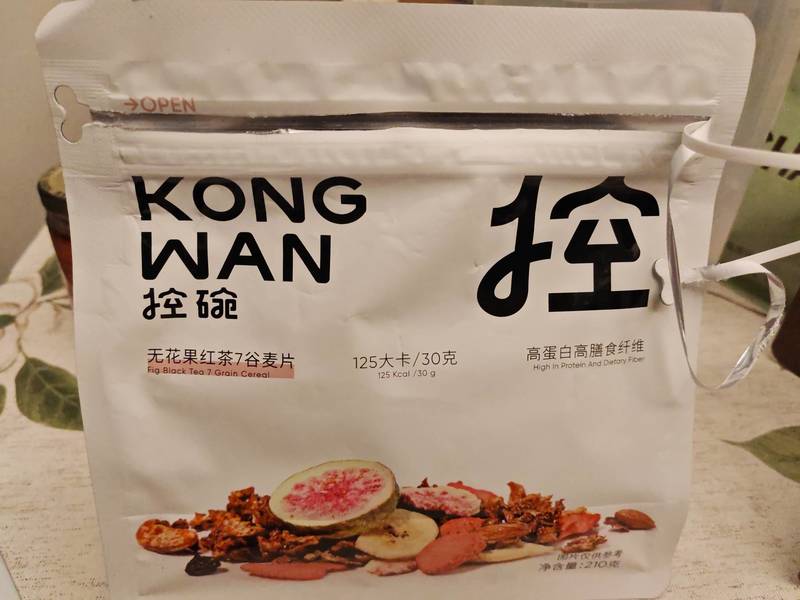 →OPEN
KONG
WAN
控碗
控
无花果红茶7谷麦片
Fig Black Tea 7 Grain Cereal
125大卡/30克
125 Kcal /30 g
高蛋白高膳食纤维
High In Protein And Dietary Fiber
图片仅供参考
净含量:210克